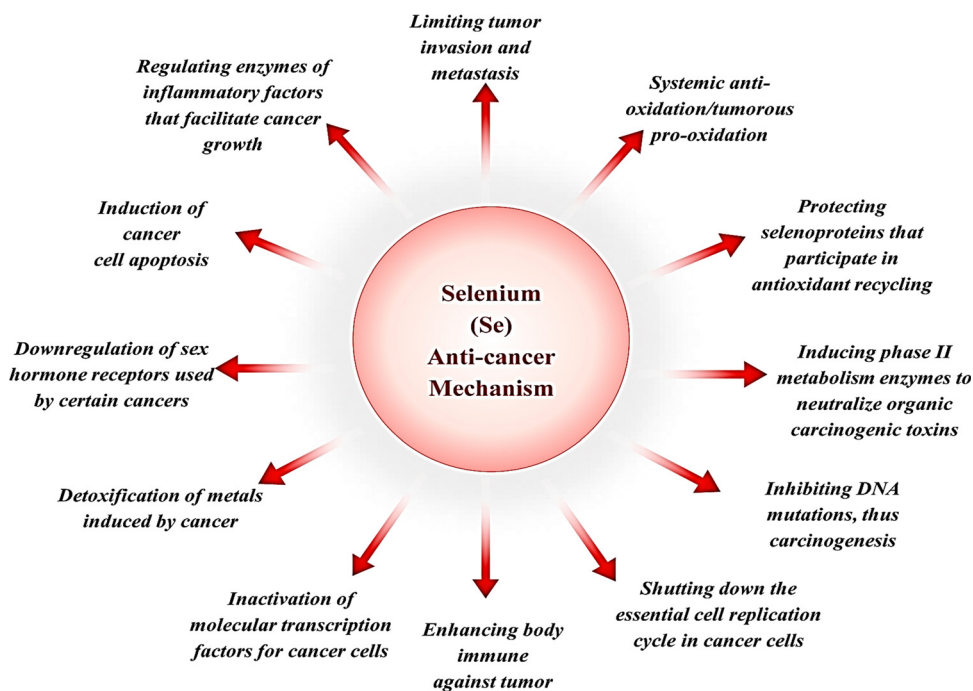 Limiting tumor
invasion and
metastasis
Systemic anti-
oxidation/tumorous
pro-oxidation
Protecting
selenoproteins that
participate in
antioxidant recycling
Inducing phase II
metabolism enzymes to
neutralize organic
carcinogenic toxins
Inhibiting DNA
mutations, thus
carcinogenesis
Shutting down the
essential cell replication
cycle in cancer cells
Enhancing body
immune
against tumor
Inactivation of
molecular transcription
factors for cancer cells
Detoxification of metals
induced by cancer
Downregulation of sex
hormone receptors used
by certain cancers
Induction of
cancer
cell apoptosis
Regulating enzymes of
inflammatory factors
that facilitate cancer
growth
Selenium
(Se)
Anti-cancer
Mechanism